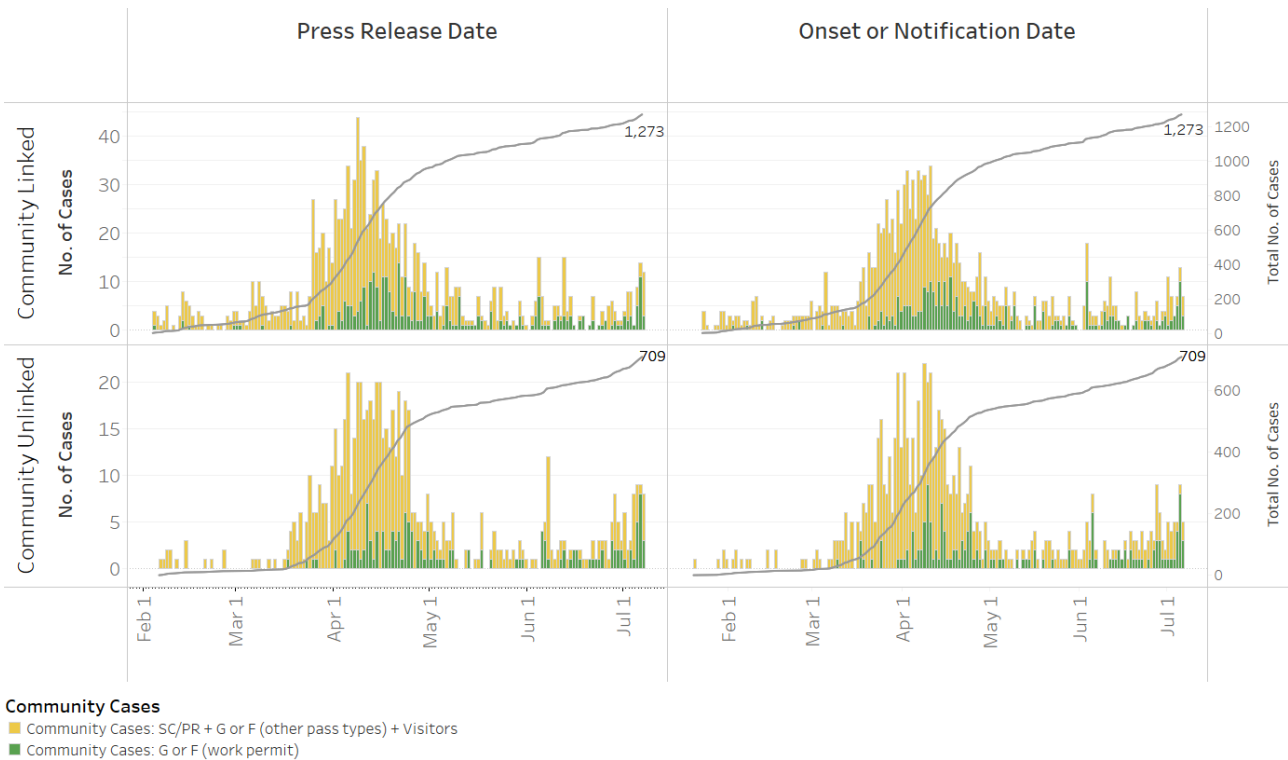 Press Release Date
Onset or Notification Date
Community Linked
No. of Cases
40
30
20
10
0
1,273
1,273
1200
1000
800
600
400
200
0
Total No. of Cases
Community Unlinked
No. of Cases
20
15
10
5
0
709
709
600
400
200
0
Total No. of Cases
Feb 1
Mar 1
Apr 1
May 1
Jun 1
Jul 1
Feb 1
Mar 1
Apr 1
May 1
Jun 1
Jul 1
Community Cases
Community Cases: SC/PR + G or F (other pass types) + Visitors
Community Cases: G or F (work permit)